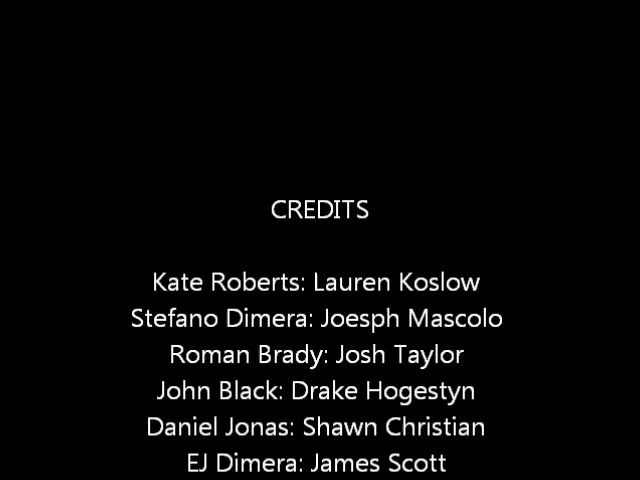 CREDITS
Kate Roberts: Lauren Koslow
Stefano Dimera: Joesph Mascolo
Roman Brady: Josh Taylor
John Black: Drake Hogestyn
Daniel Jonas: Shawn Christian
EJ Dimera: James Scott